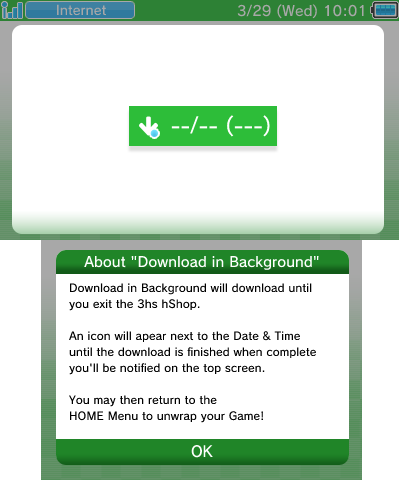 Internet
3/29 (Wed) 10:01
--/-- (---)
About "Download in Background"
Download in Background will download until
you exit the 3hs hShop.
An icon will apear next to the Date & Time
until the download is finished when complete
you'll be notified on the top screen.
You may then return to the
HOME Menu to unwrap your Game!
OK